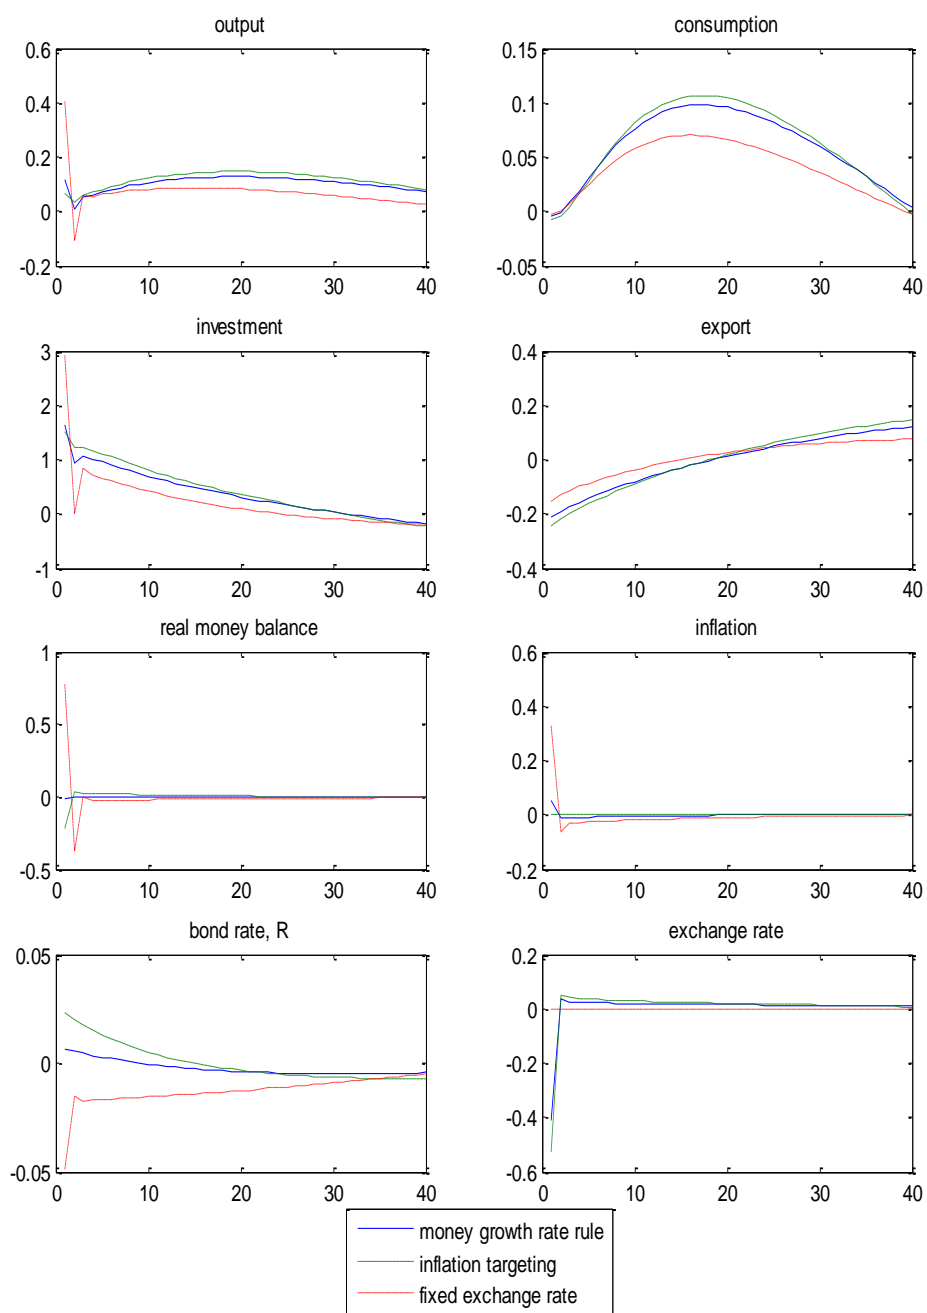 output
consumption
0.6
0.4
0.2
0
-0.2
0 10 20 30 40
0.15
0.1
0.05
0
-0.05
0 10 20 30 40
investment
export
3
2
1
0
-1
0 10 20 30 40
0.4
0.2
0
-0.2
-0.4
0 10 20 30 40
real money balance
inflation
1
0.5
0
-0.5
0 10 20 30 40
0.6
0.4
0.2
0
-0.2
0 10 20 30 40
bond rate, R
exchange rate
0.05
0
-0.05
0 10 20 30 40
0.2
0
-0.2
-0.4
-0.6
0 10 20 30 40
money growth rate rule
inflation targeting
fixed exchange rate